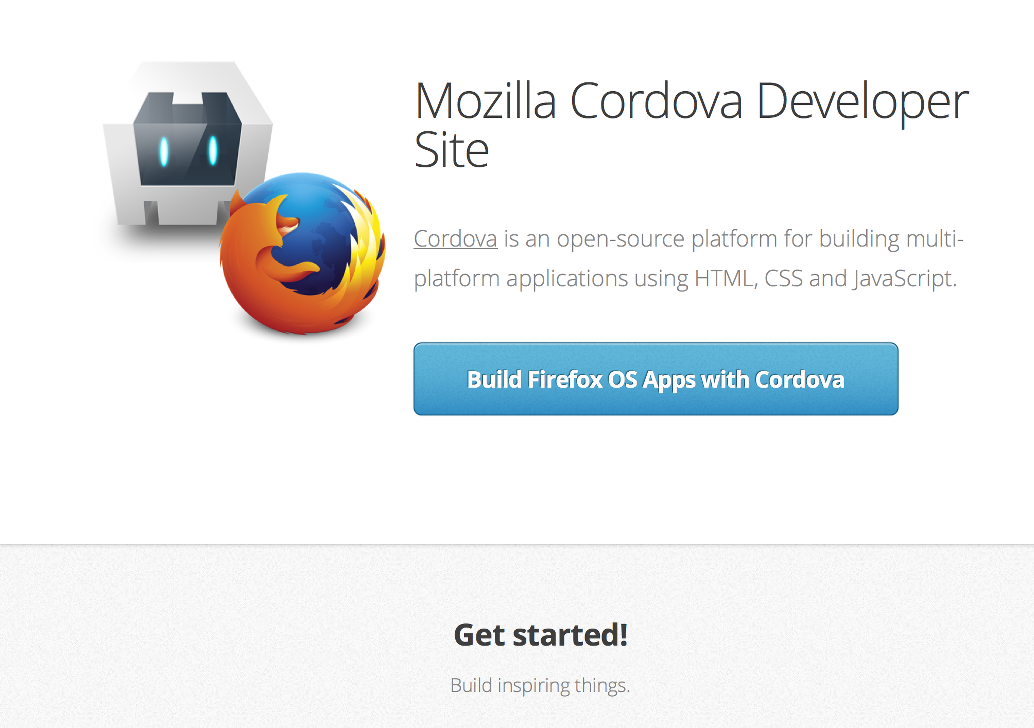 Mozilla Cordova Developer
Site
Cordova is an open-source platform for building multi-
platform applications using HTML, CSS and JavaScript.
Build Firefox OS Apps with Cordova
Get started!
Build inspiring things.